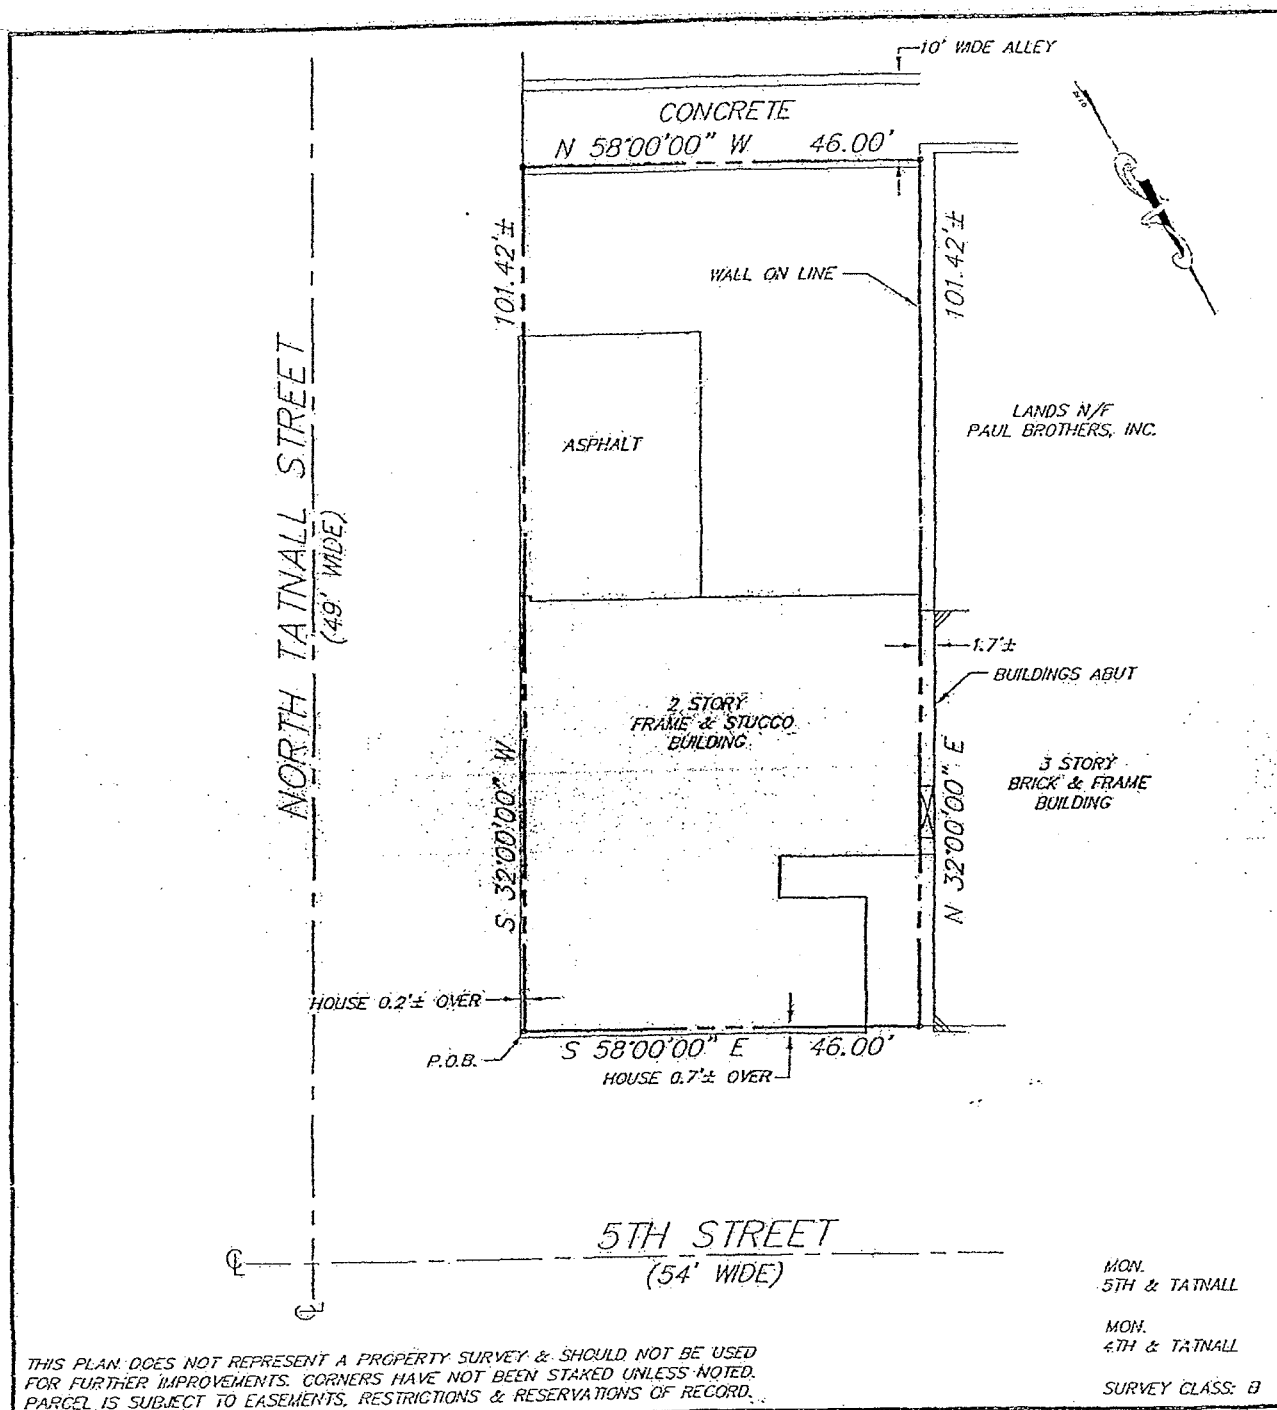 10' WIDE ALLEY
CONCRETE
N 58°00'00" W 46.00'
101.42'±
101.42'±
WALL ON LINE
LANDS N/F
PAUL BROTHERS, INC.
ASPHALT
NORTH TATNALL STREET
(49' WIDE)
1.7'±
BUILDINGS ABUT
2 STORY
FRAME & STUCCO
BUILDING
3 STORY
BRICK & FRAME
BUILDING
S 32°00'00" W
N 32°00'00" E
HOUSE 0.2'± OVER
P.O.B.
S 58°00'00" E 46.00'
HOUSE 0.7'± OVER
5TH STREET
(54' WIDE)
MON.
5TH & TATNALL
MON.
4TH & TATNALL
SURVEY CLASS: B
THIS PLAN DOES NOT REPRESENT A PROPERTY SURVEY & SHOULD NOT BE USED
FOR FURTHER IMPROVEMENTS. CORNERS HAVE NOT BEEN STAKED UNLESS NOTED.
PARCEL IS SUBJECT TO EASEMENTS, RESTRICTIONS & RESERVATIONS OF RECORD.